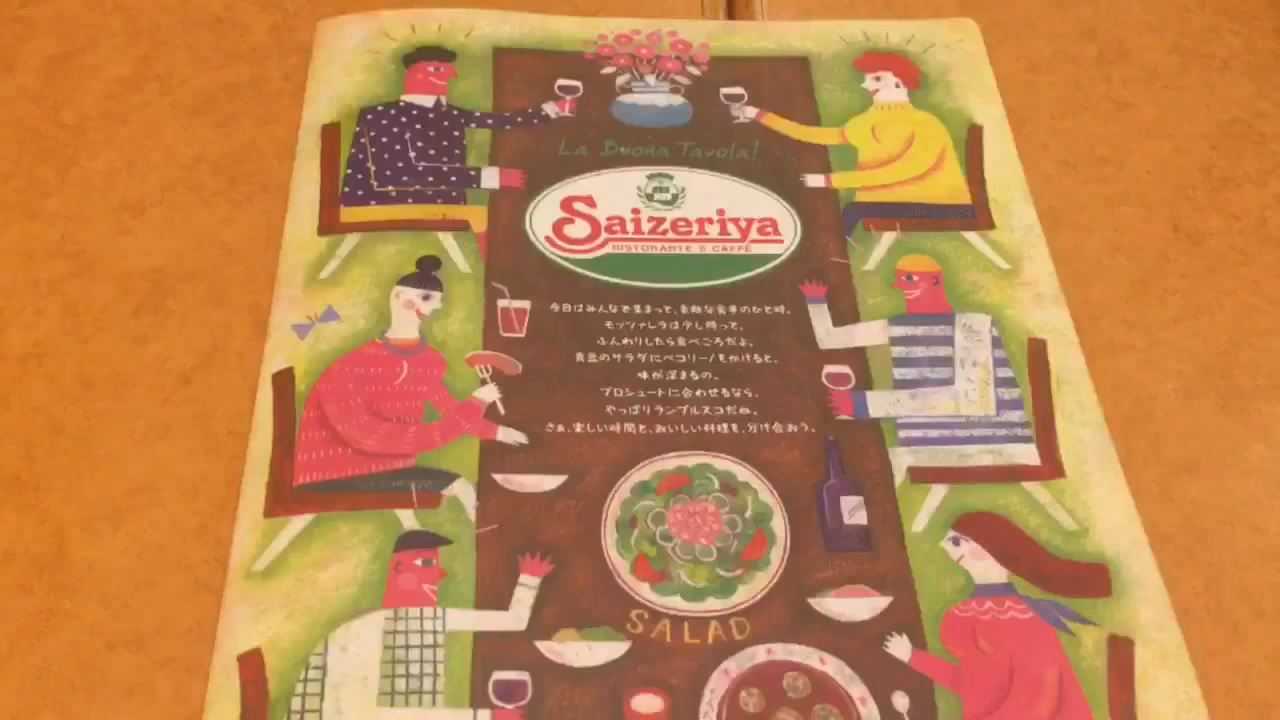 La Buona Tavola!
Saizeriya
RISTORANTE E CAFFÈ
今日はみんなで集まって、素敵な食事のひと時。
モッツァレラは少し待って、
ふんわりしたら食べごろだよ。
青豆のサラダにペコリーノをかけると、
味が深まるの。
プロシュートに合わせるなら、
やっぱりランブルスコだね。
さぁ、楽しい時間と、おいしい料理を、分け合おう。
SALAD